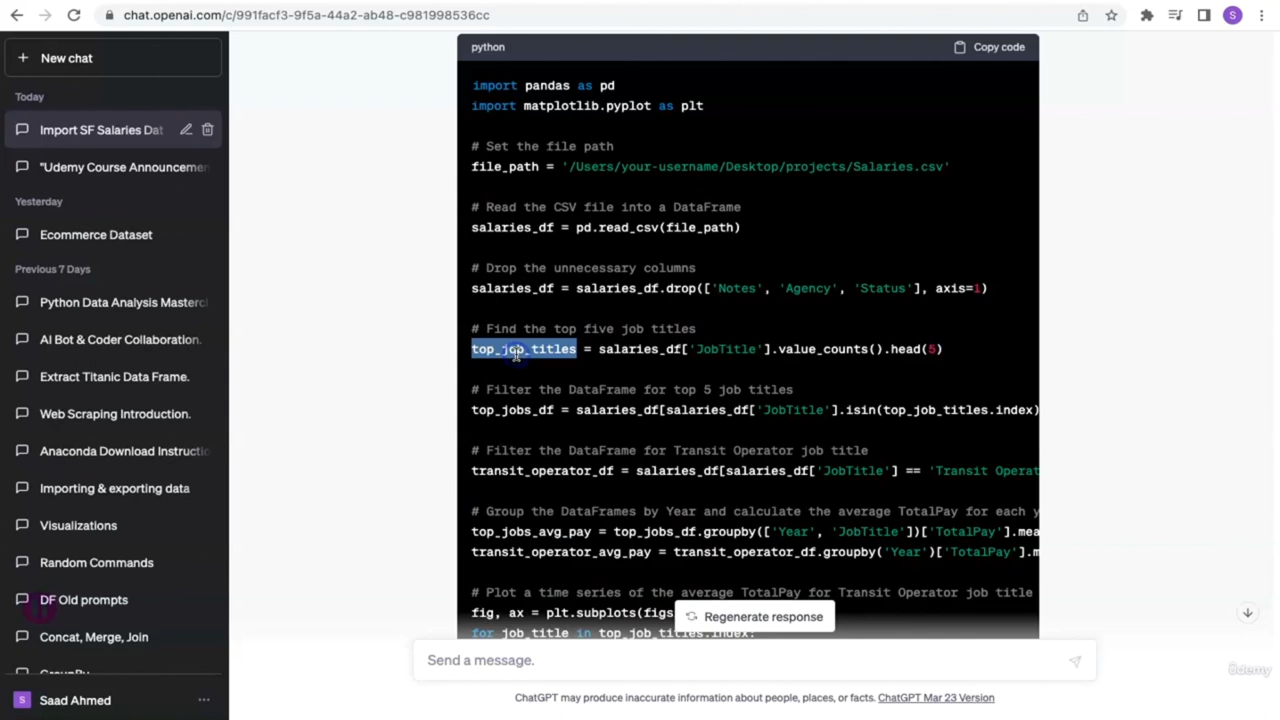 chat.openai.com/c/991facf3-9f5a-44a2-ab48-c981998536cc
S
New chat
Today
Import SF Salaries Dat
"Udemy Course Announcemen
Yesterday
Ecommerce Dataset
Previous 7 Days
Python Data Analysis Masterc
AI Bot & Coder Collaboration.
Extract Titanic Data Frame.
Web Scraping Introduction.
Anaconda Download Instructio
Importing & exporting data
Visualizations
Random Commands
DF Old prompts
Concat, Merge, Join
GroupBy
S Saad Ahmed ...
python Copy code
import pandas as pd
import matplotlib.pyplot as plt
# Set the file path
file_path = '/Users/your-username/Desktop/projects/Salaries.csv'
# Read the CSV file into a DataFrame
salaries_df = pd.read_csv(file_path)
# Drop the unnecessary columns
salaries_df = salaries_df.drop(['Notes', 'Agency', 'Status'], axis=1)
# Find the top five job titles
top_job_titles = salaries_df['JobTitle'].value_counts().head(5)
# Filter the DataFrame for top 5 job titles
top_jobs_df = salaries_df[salaries_df['JobTitle'].isin(top_job_titles.index)
# Filter the DataFrame for Transit Operator job title
transit_operator_df = salaries_df[salaries_df['JobTitle'] == 'Transit Operat
# Group the DataFrames by Year and calculate the average TotalPay for each y
top_jobs_avg_pay = top_jobs_df.groupby(['Year', 'JobTitle'])['TotalPay'].mea
transit_operator_avg_pay = transit_operator_df.groupby('Year')['TotalPay'].m
# Plot a time series of the average TotalPay for Transit Operator job title
fig, ax = plt.subplots(figs
for job_title in top_job_titles.index:
Regenerate response
Send a message.
ChatGPT may produce inaccurate information about people, places, or facts. ChatGPT Mar 23 Version
ûdemy